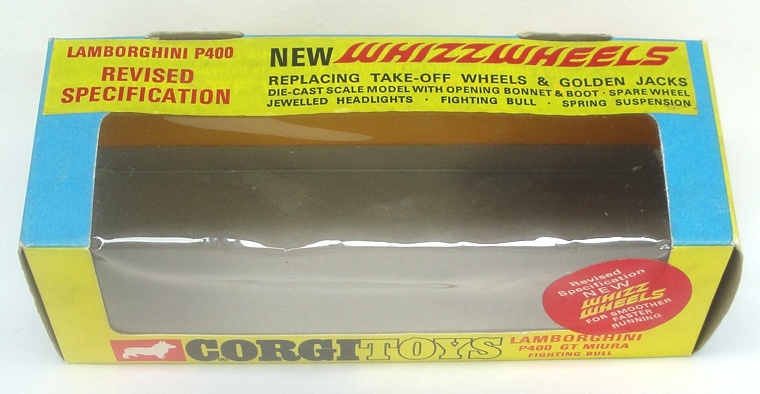 LAMBORGHINI P400
REVISED
SPECIFICATION
NEW WHIZZWHEELS
REPLACING TAKE-OFF WHEELS & GOLDEN JACKS
DIE-CAST SCALE MODEL WITH OPENING BONNET & BOOT · SPARE WHEEL
JEWELLED HEADLIGHTS · FIGHTING BULL · SPRING SUSPENSION
Revised
Specification
NEW
WHIZZ
WHEELS
FOR SMOOTHER
FASTER
RUNNING
CORGI TOYS
LAMBORGHINI
P400 GT MIURA
FIGHTING BULL